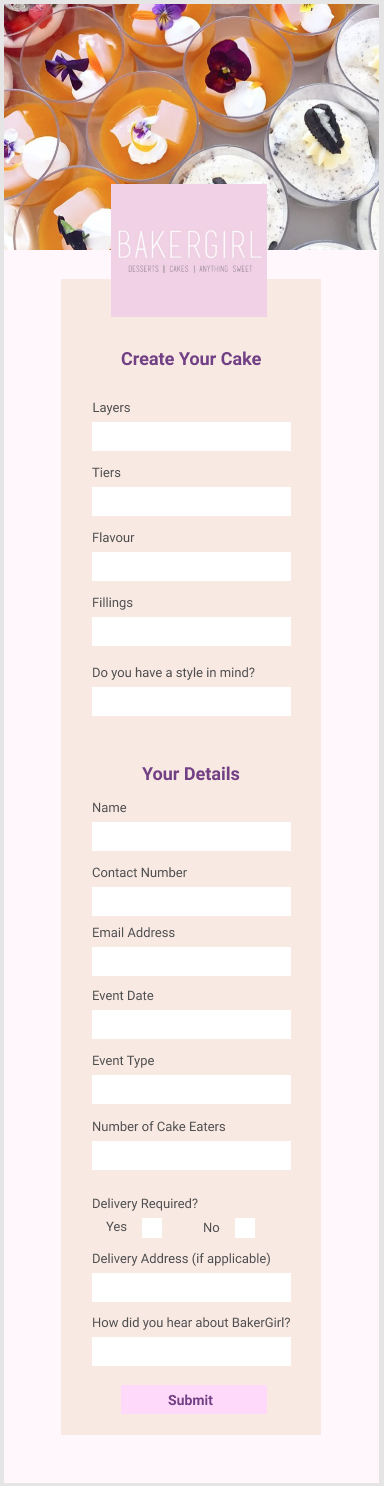 BAKERGIRL
DESSERTS | CAKES | ANYTHING SWEET
Create Your Cake
Layers
Tiers
Flavour
Fillings
Do you have a style in mind?
Your Details
Name
Contact Number
Email Address
Event Date
Event Type
Number of Cake Eaters
Delivery Required?
Yes No
Delivery Address (if applicable)
How did you hear about BakerGirl?
Submit